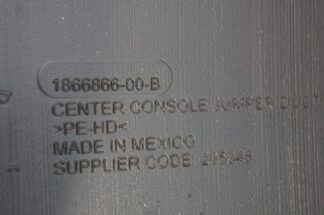 1866866-00-B
CENTER CONSOLE JUMPER DUCT
>PE-HD<
MADE IN MEXICO
SUPPLIER CODE: